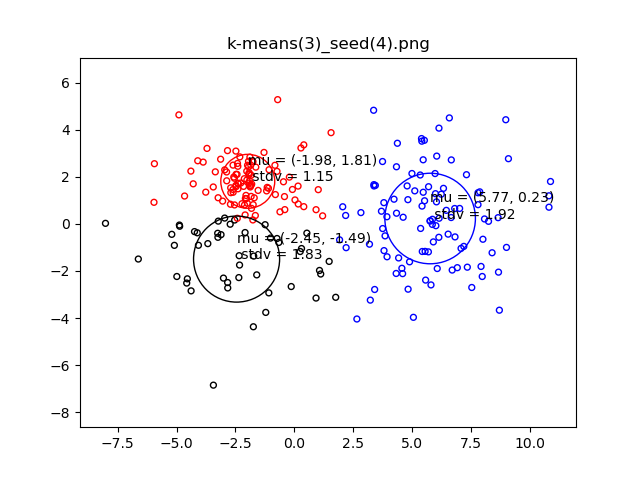 k-means(3)_seed(4).png
6
4
2
0
−2
−4
−6
−8
mu = (-1.98, 1.81)
stdv = 1.15
mu = (5.77, 0.23)
stdv = 1.92
mu = (-2.45, -1.49)
stdv = 1.83
−7.5 −5.0 −2.5 0.0 2.5 5.0 7.5 10.0